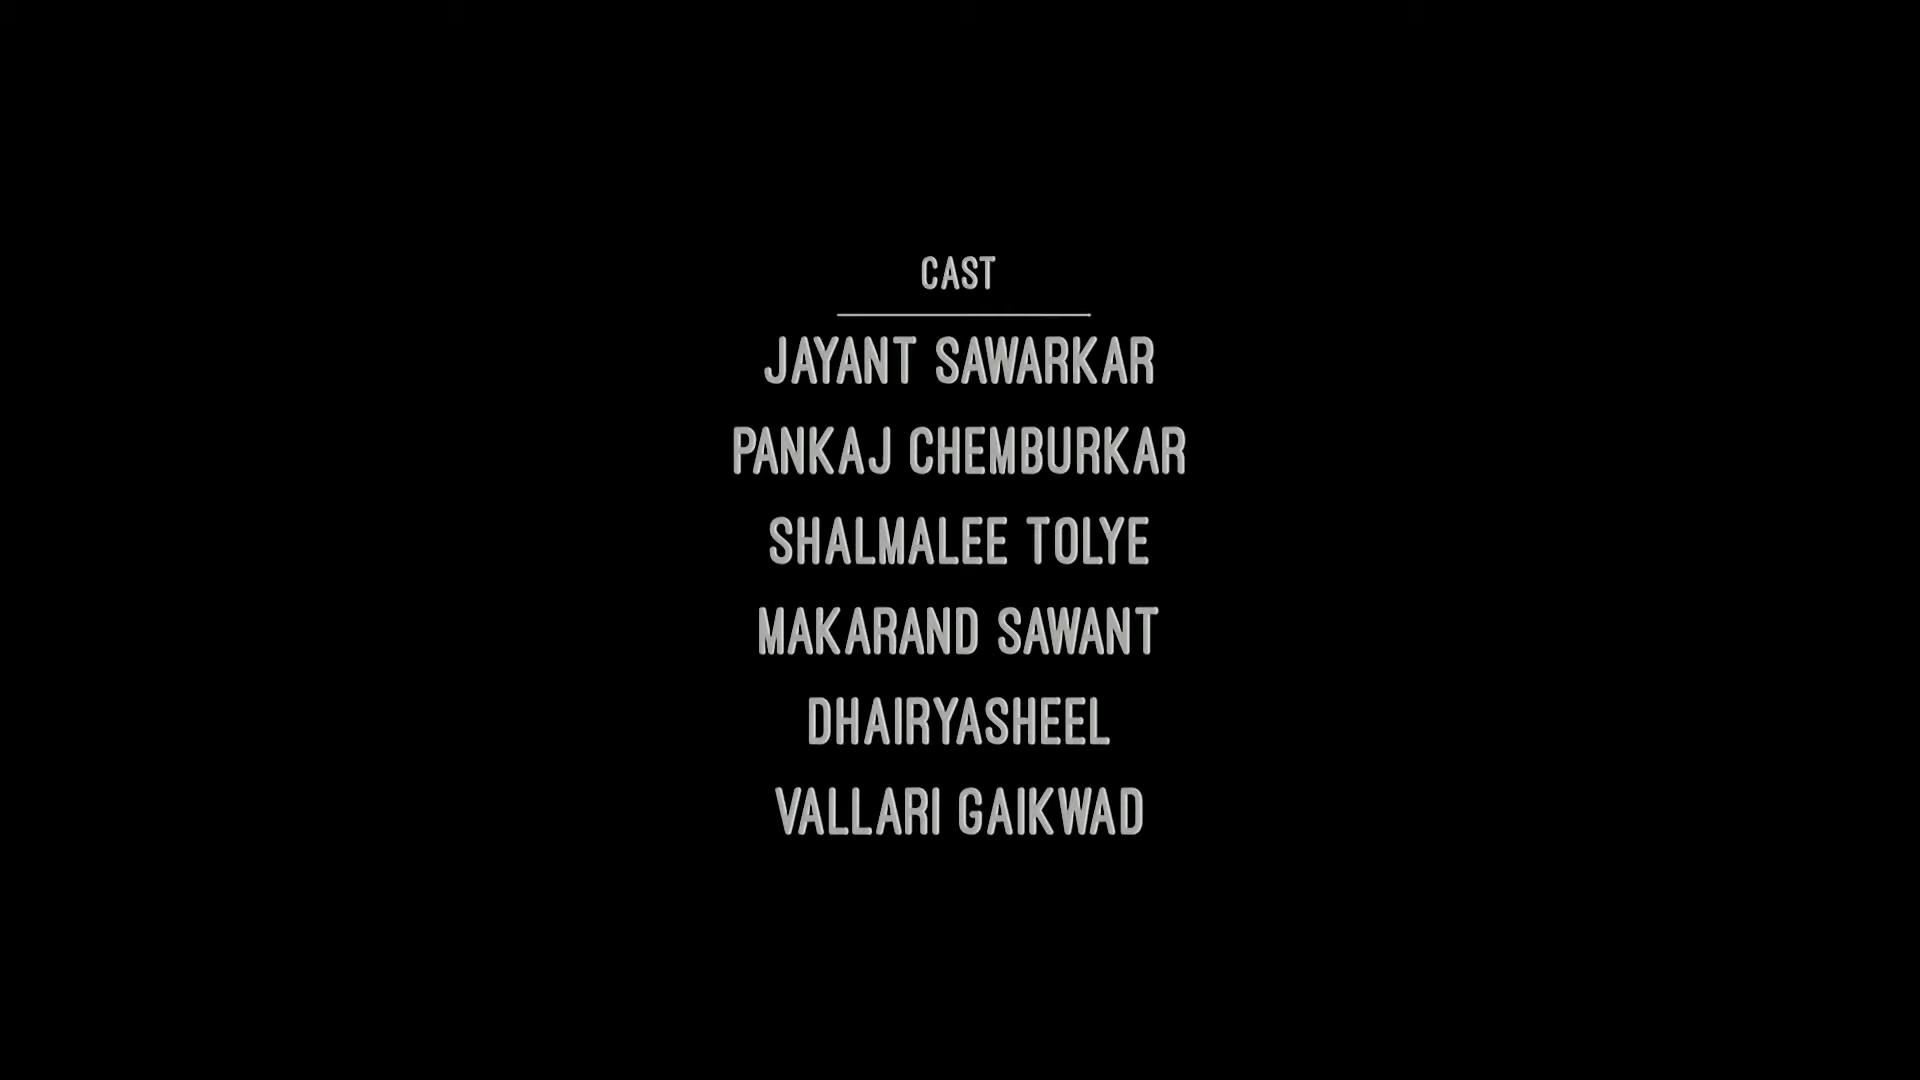 CAST
JAYANT SAWARKAR
PANKAJ CHEMBURKAR
SHALMALEE TOLYE
MAKARAND SAWANT
DHAIRYASHEEL
VALLARI GAIKWAD